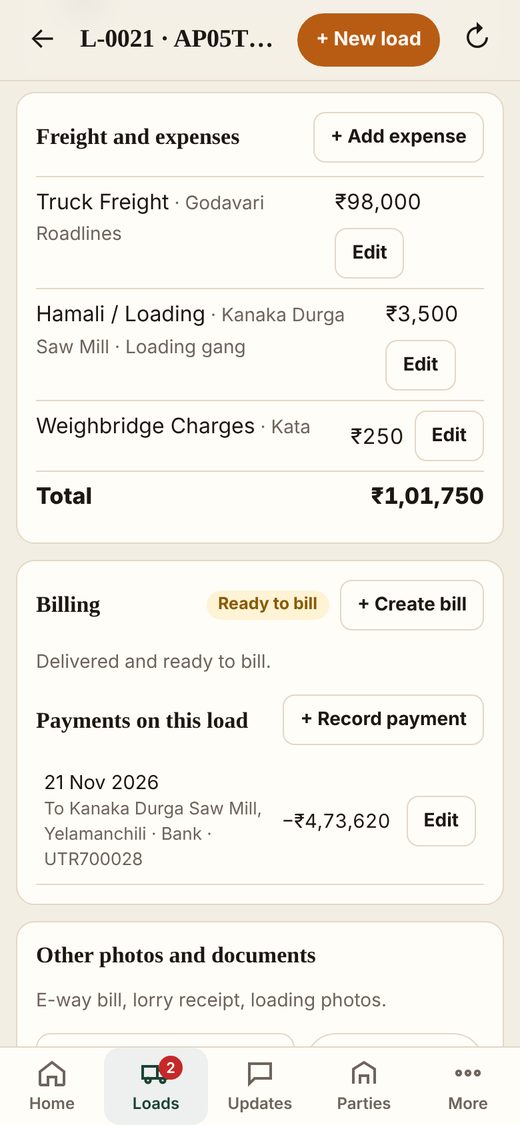 L-0021 · AP05T…
+ New load
Freight and expenses
+ Add expense
Truck Freight · Godavari
Roadlines
₹98,000
Edit
Hamali / Loading · Kanaka Durga
Saw Mill · Loading gang
₹3,500
Edit
Weighbridge Charges · Kata
₹250
Edit
Total
₹1,01,750
Billing
Ready to bill
+ Create bill
Delivered and ready to bill.
Payments on this load
+ Record payment
21 Nov 2026
To Kanaka Durga Saw Mill,
Yelamanchili · Bank ·
UTR700028
−₹4,73,620
Edit
Other photos and documents
E-way bill, lorry receipt, loading photos.
2
Home
Loads
Updates
Parties
More